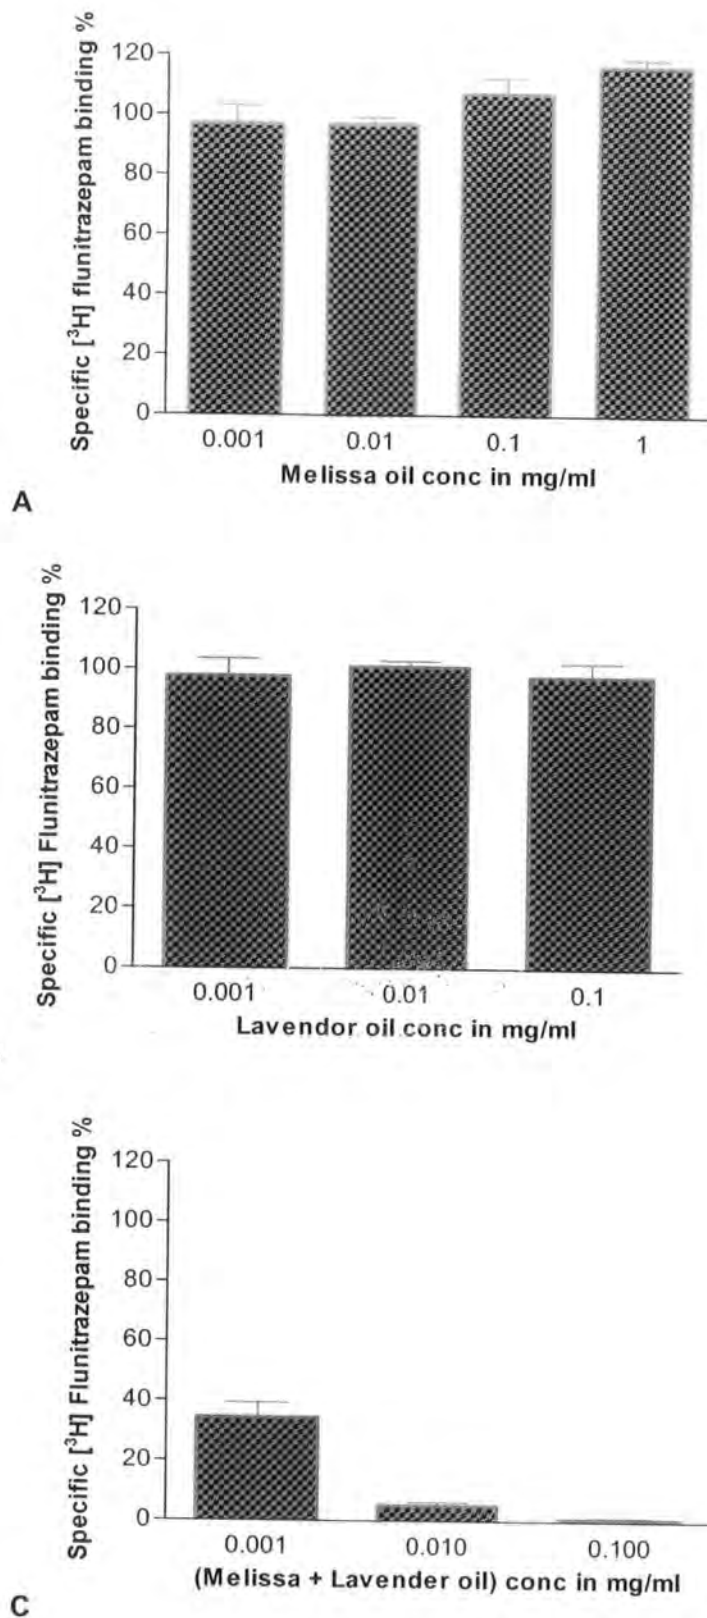 Specific [³H] flunitrazepam binding %
120
100
80
60
40
20
0
0.001 0.01 0.1 1
Melissa oil conc in mg/ml
A
Specific [³H] Flunitrazepam binding %
120
100
80
60
40
20
0
0.001 0.01 0.1
Lavendor oil conc in mg/ml
Specific [³H] Flunitrazepam binding %
120
100
80
60
40
20
0
0.001 0.010 0.100
(Melissa + Lavender oil) conc in mg/ml
C